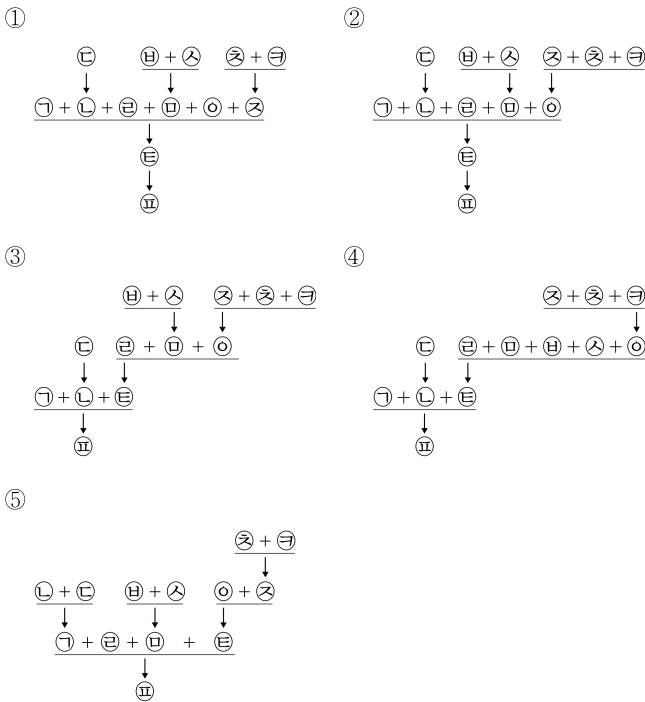 ① ②
㉢ ㉥ + ㉦ ㉩ + ㉪ ㉢ ㉥ + ㉦ ㉨ + ㉩ + ㉪
㉠ + ㉡ + ㉣ + ㉤ + ㉧ + ㉨ ㉠ + ㉡ + ㉣ + ㉤ + ㉧
㉫ ㉫
㉬ ㉬
③ ④
㉥ + ㉦ ㉨ + ㉩ + ㉪ ㉨ + ㉩ + ㉪
㉢ ㉣ + ㉤ + ㉧ ㉢ ㉣ + ㉤ + ㉥ + ㉦ + ㉧
㉠ + ㉡ + ㉫ ㉠ + ㉡ + ㉫
㉬ ㉬
⑤
㉩ + ㉪
㉡ + ㉢ ㉥ + ㉦ ㉧ + ㉨
㉠ + ㉣ + ㉤ + ㉫
㉬